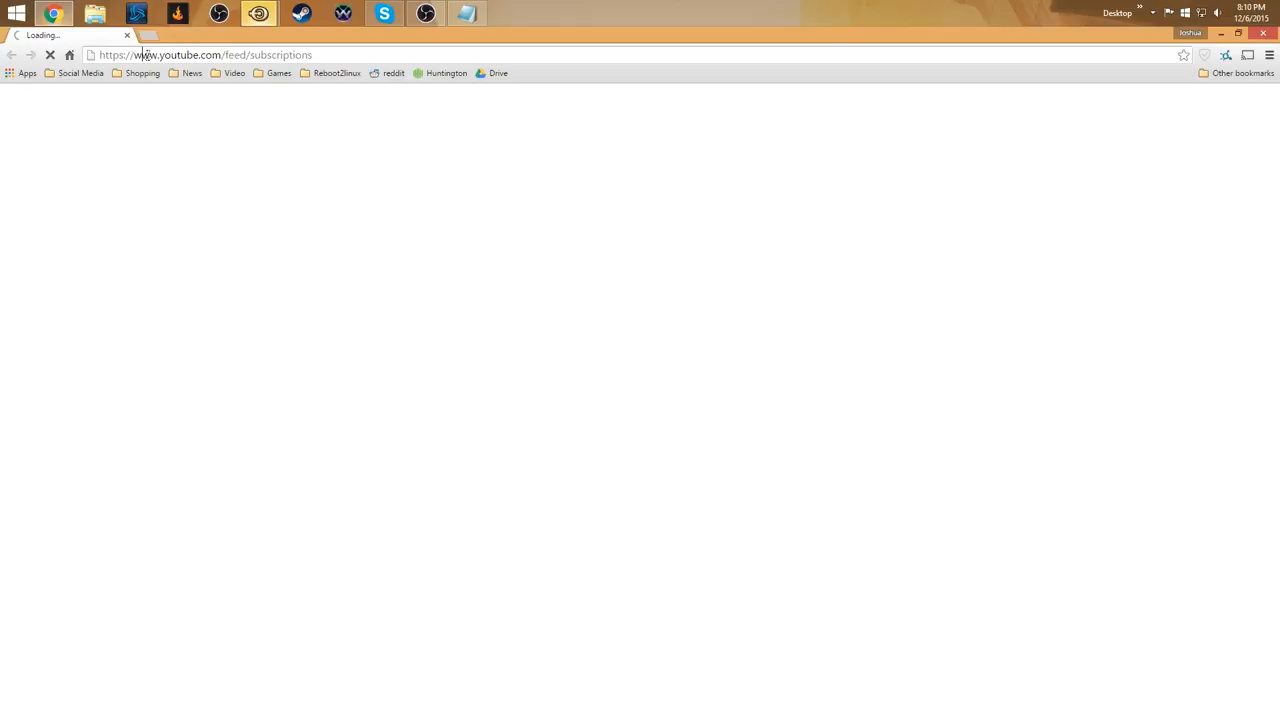 Desktop
»
8:10 PM
12/6/2015
Loading...
Joshua
https://www.youtube.com/feed/subscriptions
Apps Social Media Shopping News Video Games Reboot2linux reddit Huntington Drive Other bookmarks